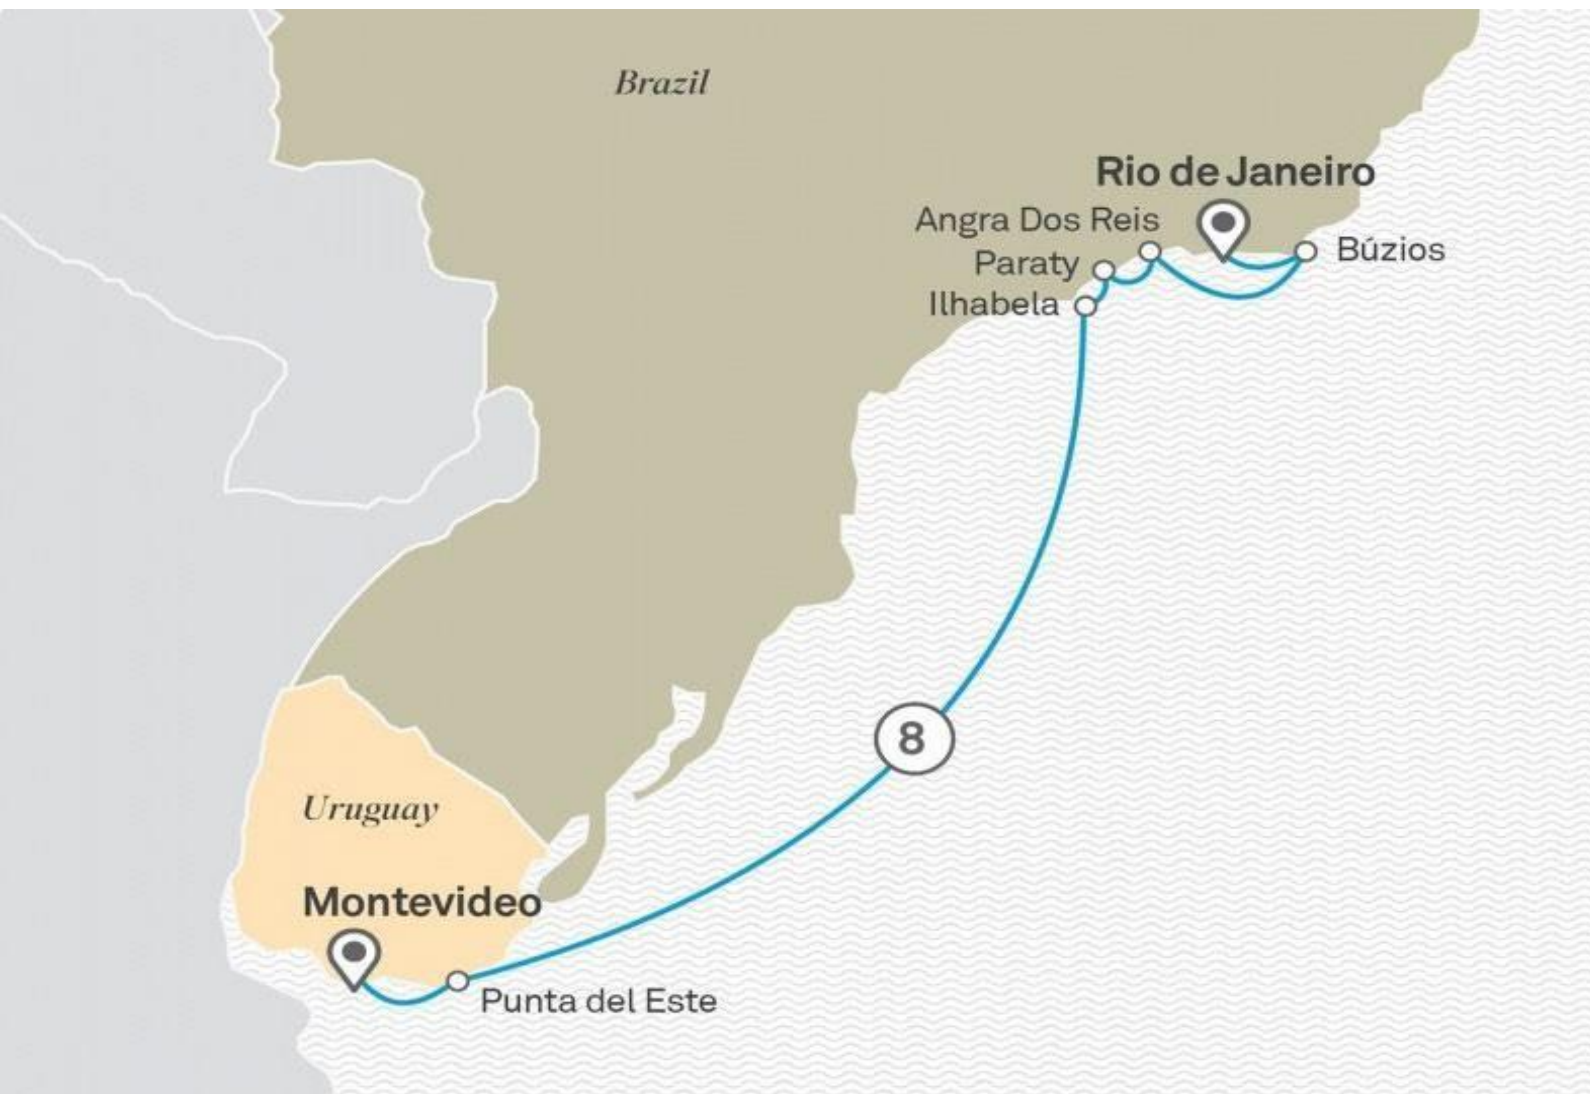 Brazil
Rio de Janeiro
Angra Dos Reis
Búzios
Paraty
Ilhabela
8
Uruguay
Montevideo
Punta del Este